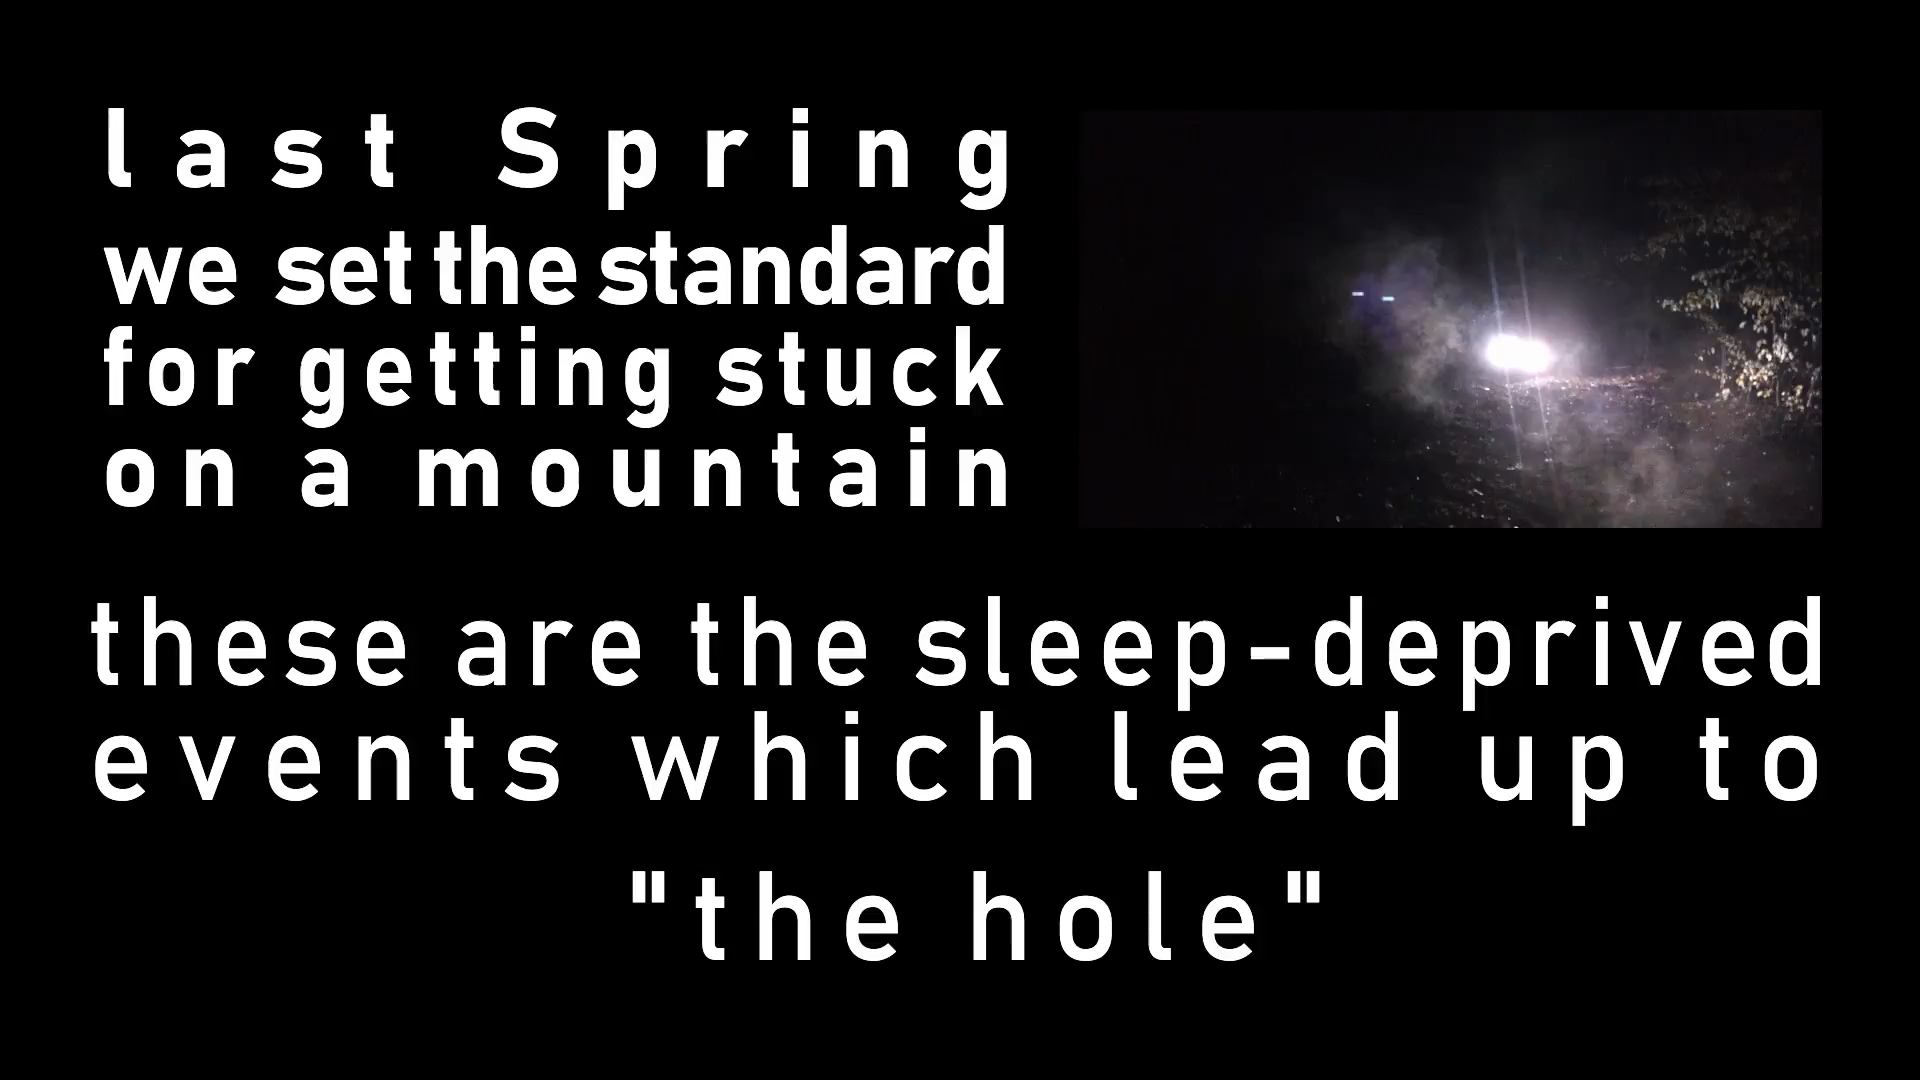 last Spring
we set the standard
for getting stuck
on a mountain
these are the sleep-deprived
events which lead up to
"the hole"